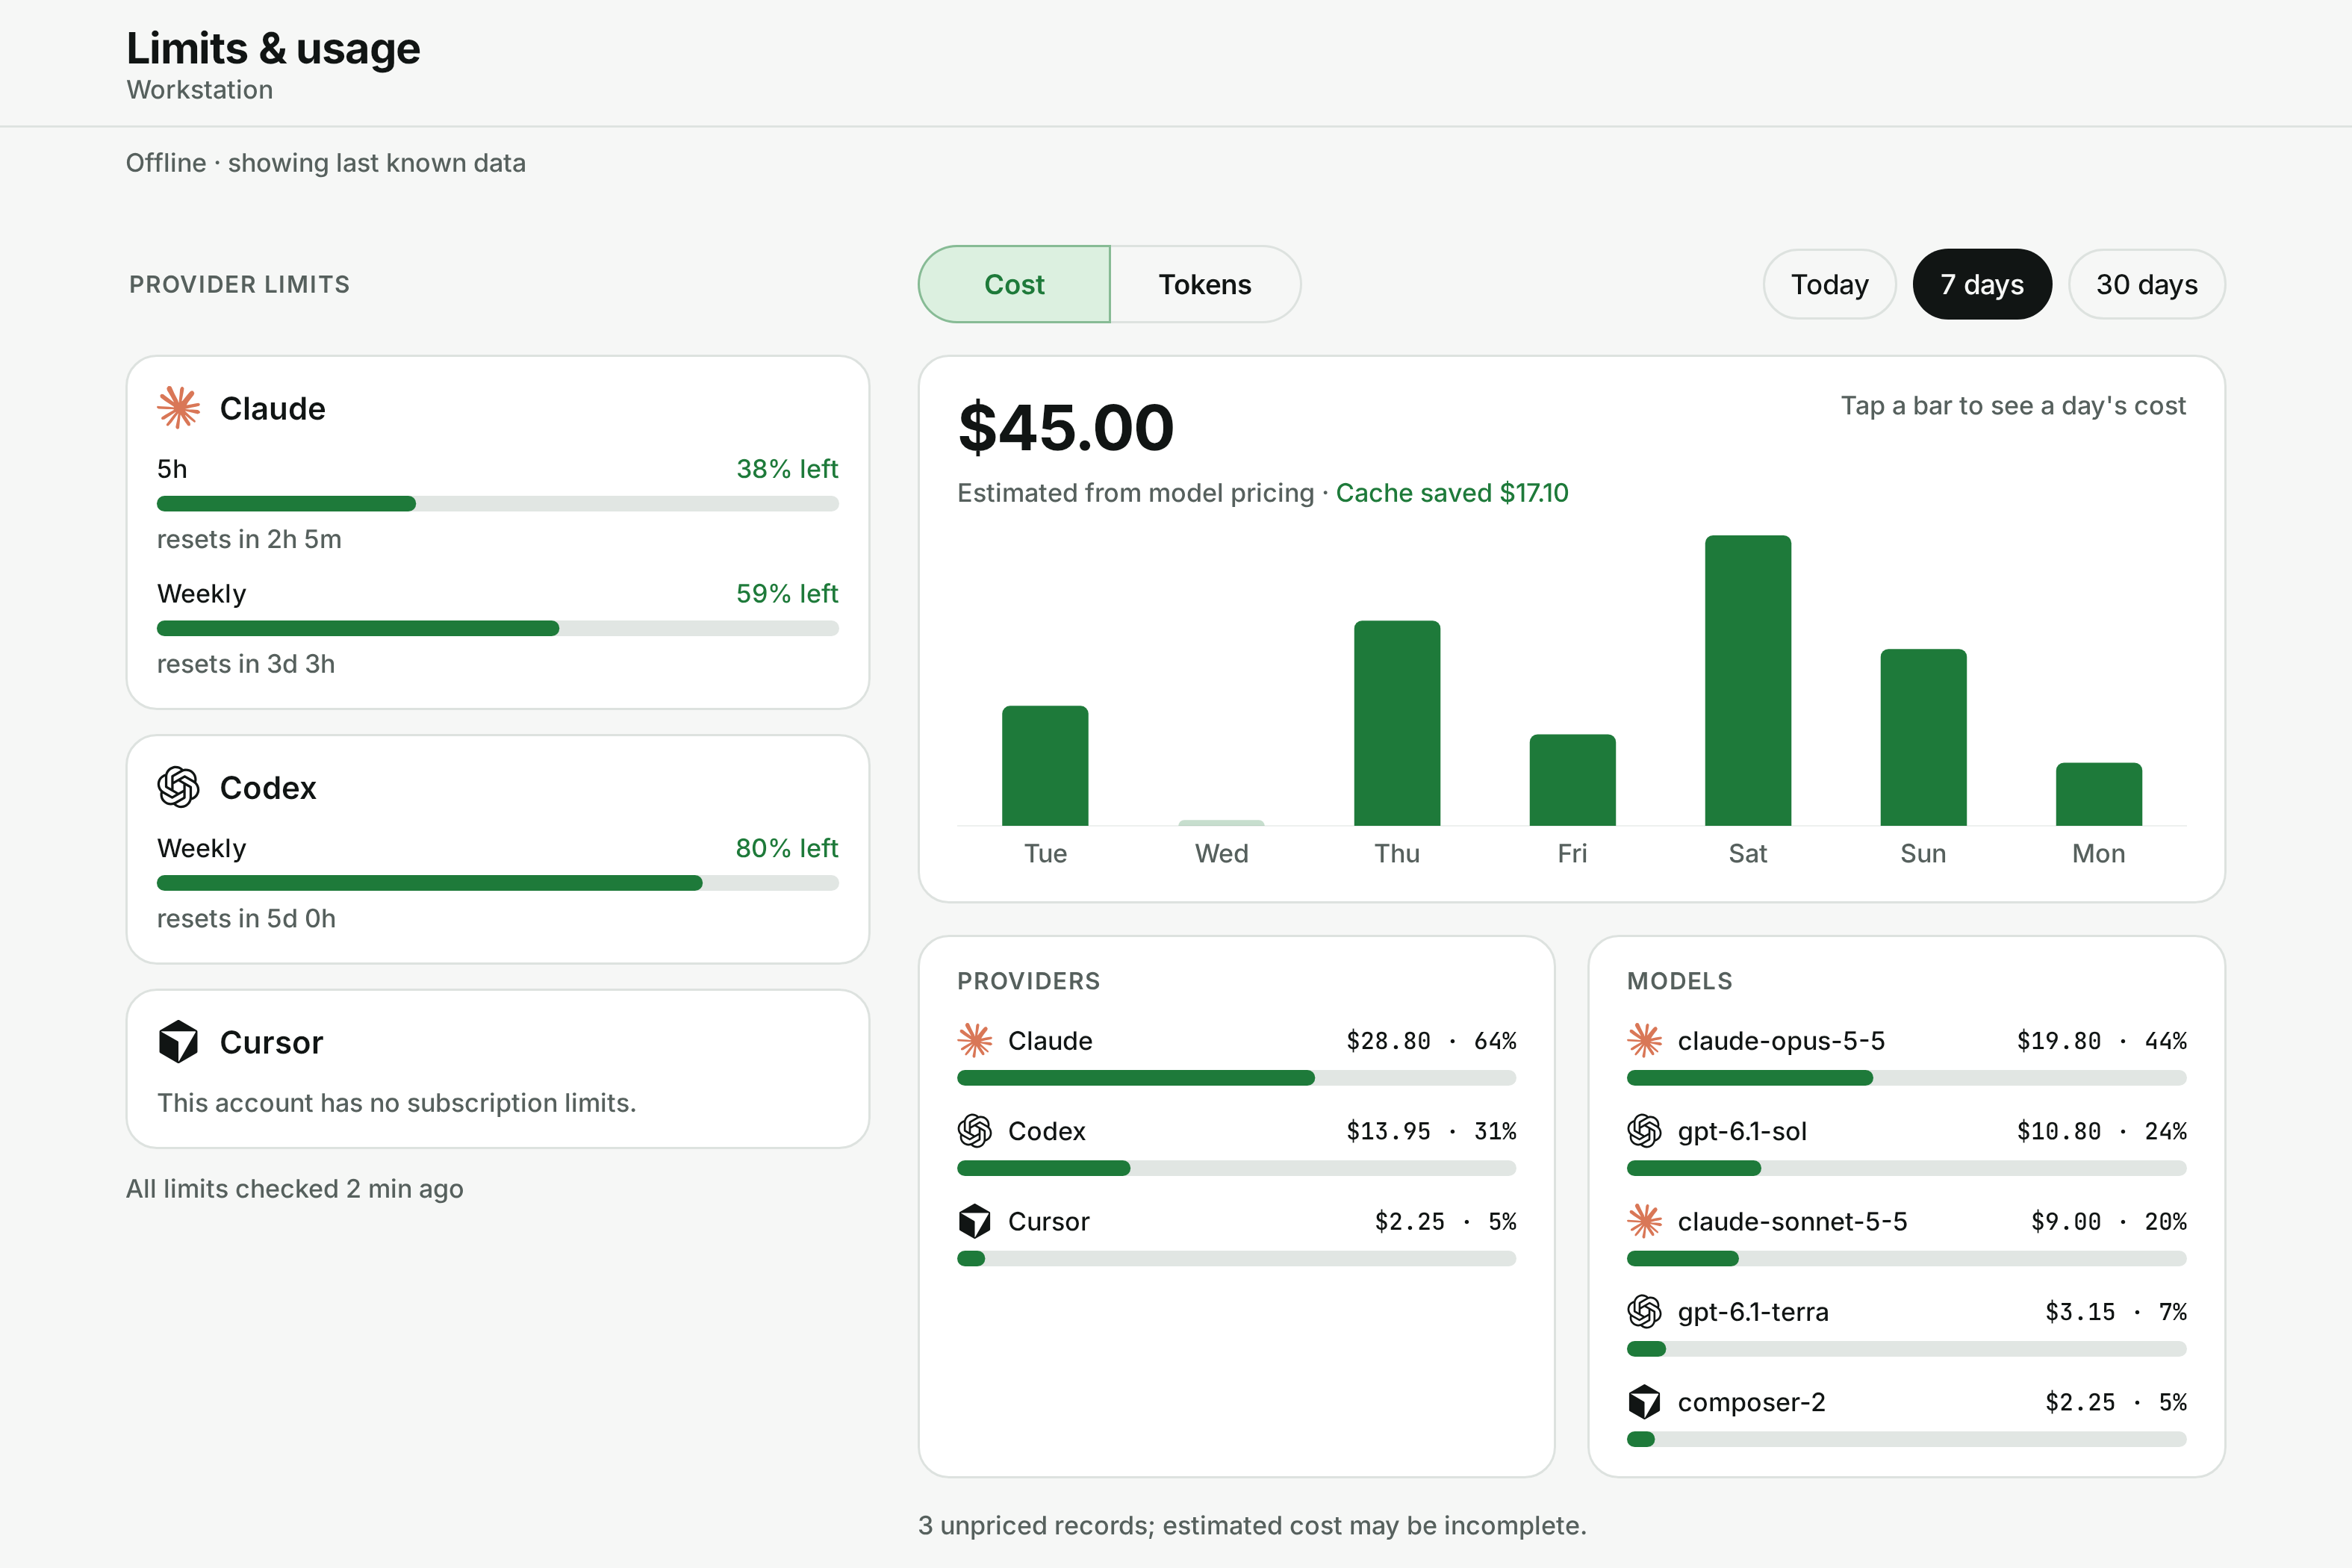 Limits & usage
Workstation
Offline · showing last known data
PROVIDER LIMITS
Claude
5h 38% left
resets in 2h 5m
Weekly 59% left
resets in 3d 3h
Codex
Weekly 80% left
resets in 5d 0h
Cursor
This account has no subscription limits.
All limits checked 2 min ago
Cost Tokens
Today 7 days 30 days
$45.00
Tap a bar to see a day's cost
Estimated from model pricing · Cache saved $17.10
Tue Wed Thu Fri Sat Sun Mon
PROVIDERS
Claude $28.80 · 64%
Codex $13.95 · 31%
Cursor $2.25 · 5%
MODELS
claude-opus-5-5 $19.80 · 44%
gpt-6.1-sol $10.80 · 24%
claude-sonnet-5-5 $9.00 · 20%
gpt-6.1-terra $3.15 · 7%
composer-2 $2.25 · 5%
3 unpriced records; estimated cost may be incomplete.